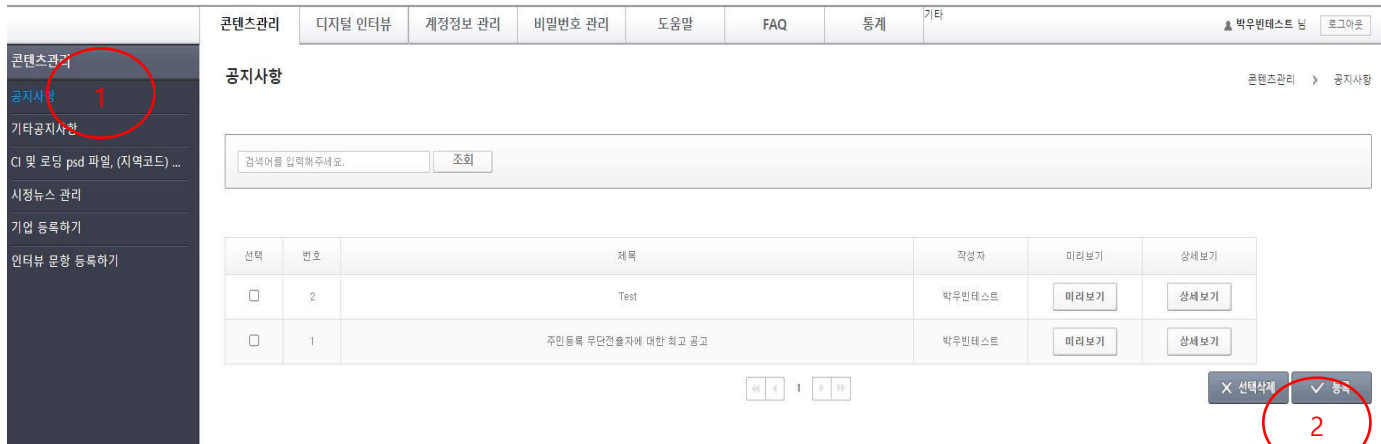 콘텐츠관리 디지털 인터뷰 계정정보 관리 비밀번호 관리 도움말 FAQ 통계 기타 박우빈테스트 님 로그아웃
콘텐츠관리
공지사항 콘텐츠관리 > 공지사항
공지사항 1
기타공지사항
CI 및 로딩 psd 파일, (지역코드) ...
검색어를 입력해주세요. 조회
시정뉴스 관리
기업 등록하기
인터뷰 문항 등록하기
선택 번호 제목 작성자 미리보기 상세보기
2 Test 박우빈테스트 미리보기 상세보기
1 주민등록 무단전출자에 대한 최고 공고 박우빈테스트 미리보기 상세보기
1
X 선택삭제 등록
2